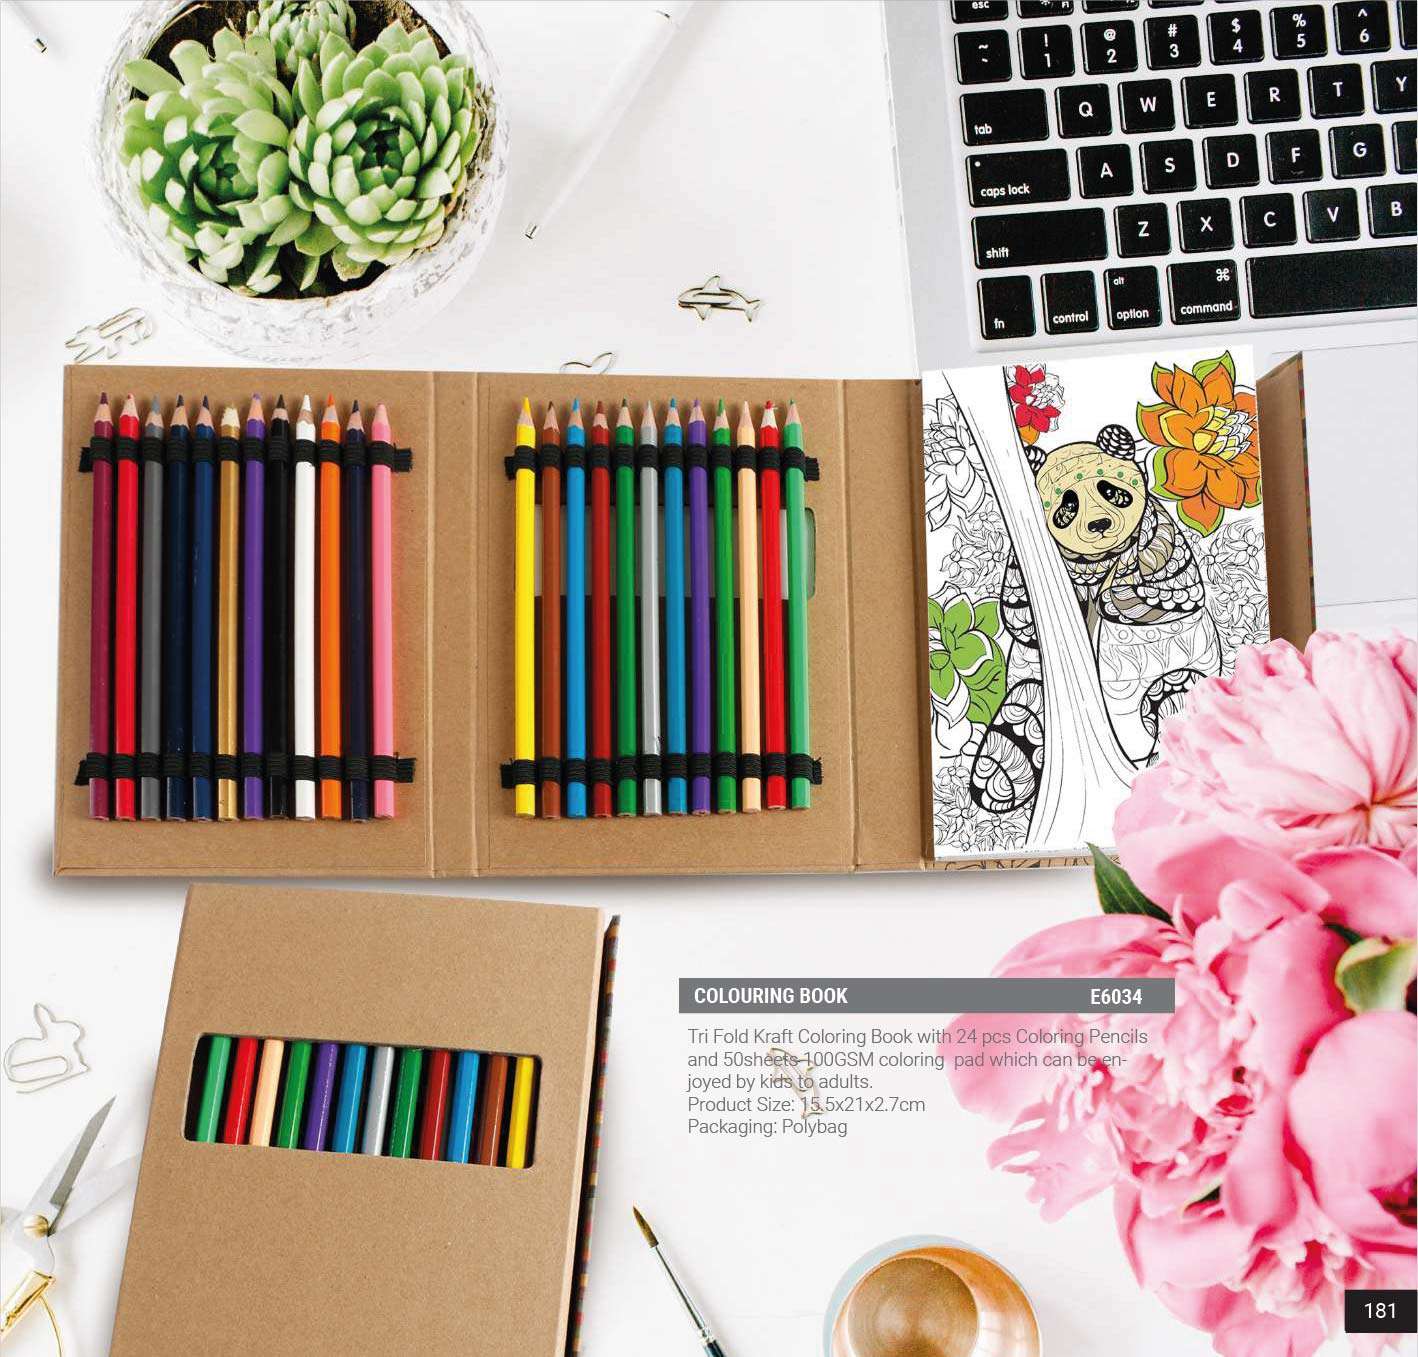 esc
~
`
!
1
@
2
#
3
$
4
%
5
^
6
tab
Q
W
E
R
T
Y
caps lock
A
S
D
F
G
shift
Z
X
C
V
B
fn
control
alt
option
⌘
command
COLOURING BOOK E6034
Tri Fold Kraft Coloring Book with 24 pcs Coloring Pencils
and 50sheets 100GSM coloring pad which can be en-
joyed by kids to adults.
Product Size: 15.5x21x2.7cm
Packaging: Polybag
181